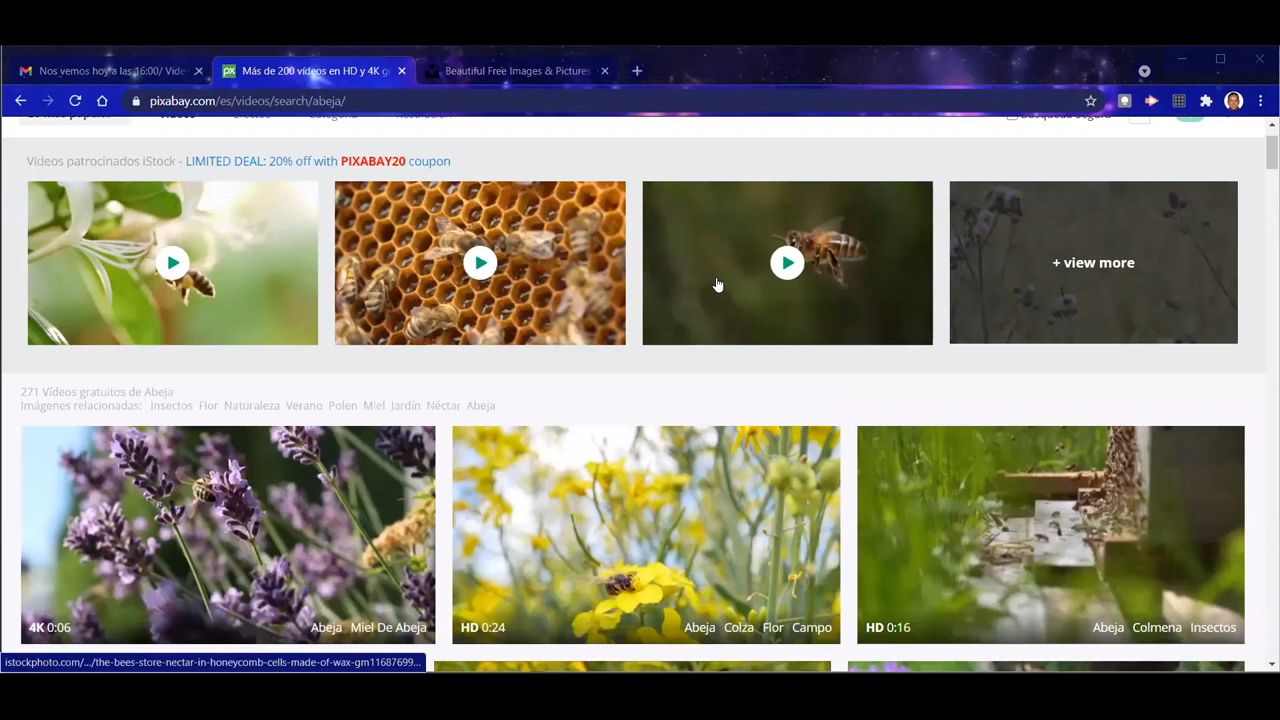 Nos vemos hoy a las 16:00/ Vide
Más de 200 vídeos en HD y 4K g
Beautiful Free Images & Pictures
pixabay.com/es/videos/search/abeja/
Vídeos patrocinados iStock - LIMITED DEAL: 20% off with PIXABAY20 coupon
+ view more
271 Vídeos gratuitos de Abeja
Imágenes relacionadas: Insectos Flor Naturaleza Verano Polen Miel Jardín Néctar Abeja
4K 0:06 Abeja Miel De Abeja
HD 0:24 Abeja Colza Flor Campo
HD 0:16 Abeja Colmena Insectos
istockphoto.com/.../the-bees-store-nectar-in-honeycomb-cells-made-of-wax-gm11687699...